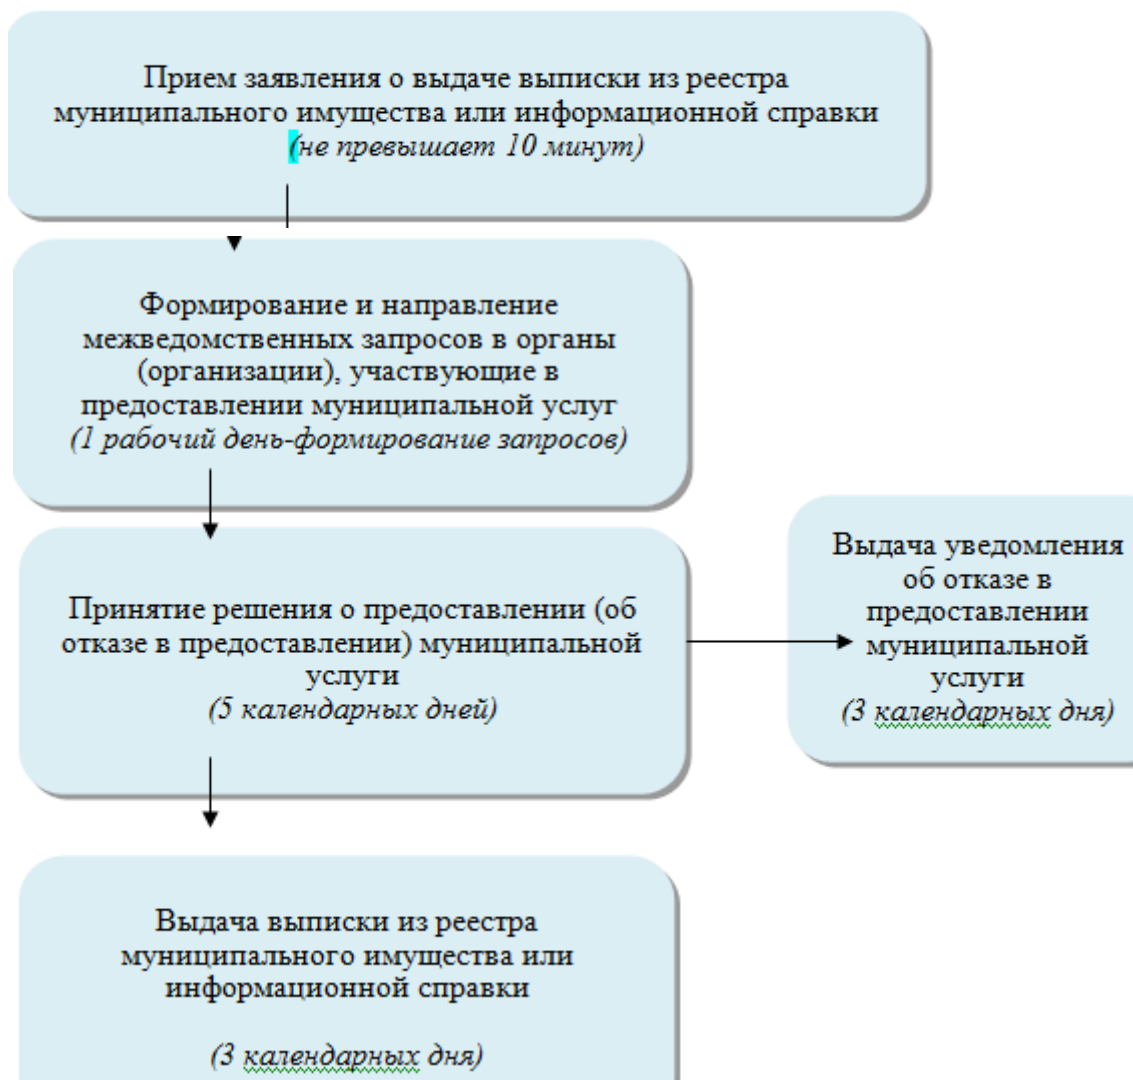 Прием заявления о выдаче выписки из реестра
муниципального имущества или информационной справки
(не превышает 10 минут)
Формирование и направление
межведомственных запросов в органы
(организации), участвующие в
предоставлении муниципальной услуг
(1 рабочий день-формирование запросов)
Принятие решения о предоставлении (об
отказе в предоставлении) муниципальной
услуги
(5 календарных дней)
Выдача уведомления
об отказе в
предоставлении
муниципальной
услуги
(3 календарных дня)
Выдача выписки из реестра
муниципального имущества или
информационной справки
(3 календарных дня)